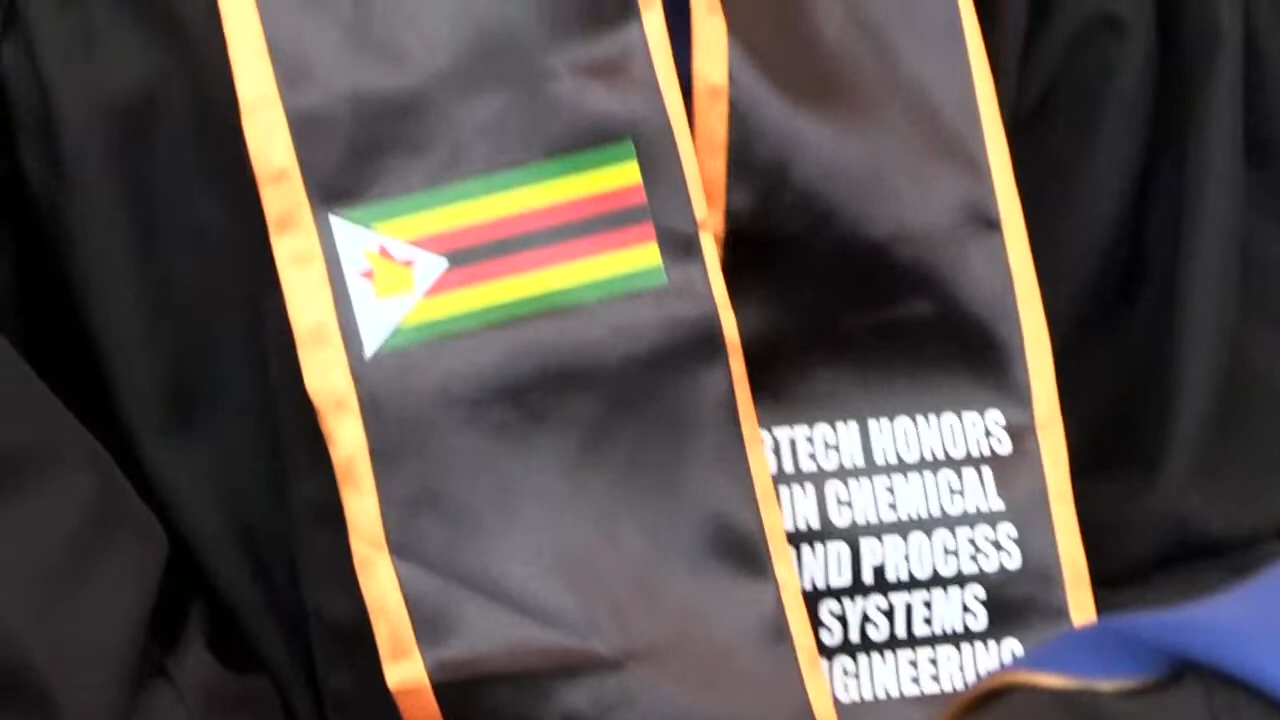 BTECH HONORS
IN CHEMICAL
AND PROCESS
SYSTEMS
ENGINEERING